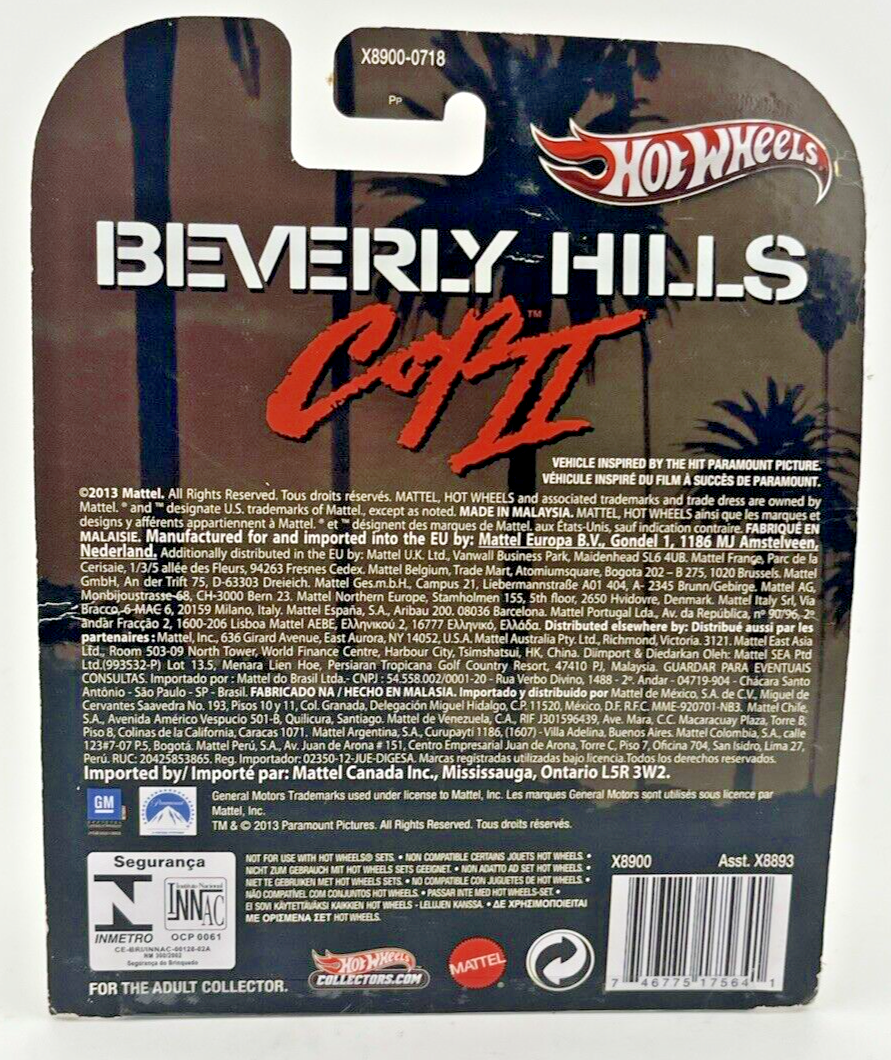 X8900-0718
PP
HOT WHEELS
BEVERLY HILLS
COP II™
VEHICLE INSPIRED BY THE HIT PARAMOUNT PICTURE.
VÉHICULE INSPIRÉ DU FILM À SUCCÈS DE PARAMOUNT.
©2013 Mattel. All Rights Reserved. Tous droits réservés. MATTEL, HOT WHEELS and associated trademarks and trade dress are owned by
Mattel. ® and ™ designate U.S. trademarks of Mattel, except as noted. MADE IN MALAYSIA. MATTEL, HOT WHEELS ainsi que les marques et
designs y afférents appartiennent à Mattel. ® et ™ désignent des marques de Mattel aux États-Unis, sauf indication contraire. FABRIQUÉ EN
MALAISIE. Manufactured for and imported into the EU by: Mattel Europa B.V., Gondel 1, 1186 MJ Amstelveen,
Nederland. Additionally distributed in the EU by: Mattel U.K. Ltd., Vanwall Business Park, Maidenhead SL6 4UB. Mattel France, Parc de la
Cerisaie, 1/3/5 allée des Fleurs, 94263 Fresnes Cedex. Mattel Belgium, Trade Mart, Atomiumsquare, Bogota 202 – B 275, 1020 Brussels. Mattel
GmbH, An der Trift 75, D-63303 Dreieich. Mattel Ges.m.b.H., Campus 21, Liebermannstraße A01 404, A- 2345 Brunn/Gebirge. Mattel AG,
Monbijoustrasse 68, CH-3000 Bern 23. Mattel Northern Europe, Stamholmen 155, 5th floor, 2650 Hvidovre, Denmark. Mattel Italy Srl, Via
Bracco, 6 MAC 6, 20159 Milano, Italy. Mattel España, S.A., Aribau 200. 08036 Barcelona. Mattel Portugal Lda., Av. da República, nº 90/96, 2º
andar Fracção 2, 1600-206 Lisboa Mattel AEBE, Ελληνικού 2, 16777 Ελληνικό, Ελλάδα. Distributed elsewhere by: Distribué aussi par les
partenaires : Mattel, Inc., 636 Girard Avenue, East Aurora, NY 14052, U.S.A. Mattel Australia Pty. Ltd., Richmond, Victoria. 3121. Mattel East Asia
Ltd., Room 503-09 North Tower, World Finance Centre, Harbour City, Tsimshatsui, HK, China. Diimport & Diedarkan Oleh: Mattel SEA Ptd
Ltd.(993532-P) Lot 13.5, Menara Lien Hoe, Persiaran Tropicana Golf Country Resort, 47410 PJ, Malaysia. GUARDAR PARA EVENTUAIS
CONSULTAS. Importado por : Mattel do Brasil Ltda.- CNPJ : 54.558.002/0001-20 - Rua Verbo Divino, 1488 - 2º. Andar - 04719-904 - Chácara Santo
Antônio - São Paulo - SP - Brasil. FABRICADO NA / HECHO EN MALASIA. Importado y distribuido por Mattel de México, S.A. de C.V., Miguel de
Cervantes Saavedra No. 193, Pisos 10 y 11, Col. Granada, Delegación Miguel Hidalgo, C.P. 11520, México, D.F. R.F.C. MME-920701-NB3. Mattel Chile,
S.A., Avenida Américo Vespucio 501-B, Quilicura, Santiago. Mattel de Venezuela, C.A., RIF J301596439, Ave. Mara, C.C. Macaracuay Plaza, Torre B,
Piso 8, Colinas de la California, Caracas 1071. Mattel Argentina, S.A., Curupaytí 1186, (1607) - Villa Adelina, Buenos Aires. Mattel Colombia, S.A., calle
123#7-07 P.5, Bogotá. Mattel Perú, S.A., Av. Juan de Arona # 151, Centro Empresarial Juan de Arona, Torre C, Piso 7, Oficina 704, San Isidro, Lima 27,
Perú. RUC: 20425853865. Reg. Importador: 02350-12-JUE-DIGESA. Marcas registradas utilizadas bajo licencia.Todos los derechos reservados.
Imported by/ Importé par: Mattel Canada Inc., Mississauga, Ontario L5R 3W2.
GM
Paramount
General Motors Trademarks used under license to Mattel, Inc. Les marques General Motors sont utilisés sous licence par
Mattel, Inc.
TM & © 2013 Paramount Pictures. All Rights Reserved. Tous droits réservés.
Segurança
Instituto Nacional
INNAC
INMETRO
OCP 0061
CE-BRI/INNAC-00128-02A
NM 300/2002
Segurança do Brinquedo
NOT FOR USE WITH HOT WHEELS® SETS. • NON COMPATIBLE CERTAINS JOUETS HOT WHEELS. •
NICHT ZUM GEBRAUCH MIT HOT WHEELS SETS GEEIGNET. • NON ADATTO AD SET HOT WHEELS. •
NIET TE GEBRUIKEN MET HOT WHEELS SETS. • NO COMPATIBLE CON JUGUETES DE HOT WHEELS. •
NÃO COMPATÍVEL COM CONJUNTOS HOT WHEELS. • PASSAR INTE MED HOT WHEELS-SET. •
EI SOVI KÄYTETTÄVÄKSI KAIKKIEN HOT WHEELS - LELUJEN KANSSA. • ΔΕ ΧΡΗΣΙΜΟΠΟΙΕΙΤΑΙ
ΜΕ ΟΡΙΣΜΕΝΑ ΣΕΤ HOT WHEELS.
X8900 Asst. X8893
HOT WHEELS
COLLECTORS.COM
MATTEL
7 46775 17564 1
FOR THE ADULT COLLECTOR.